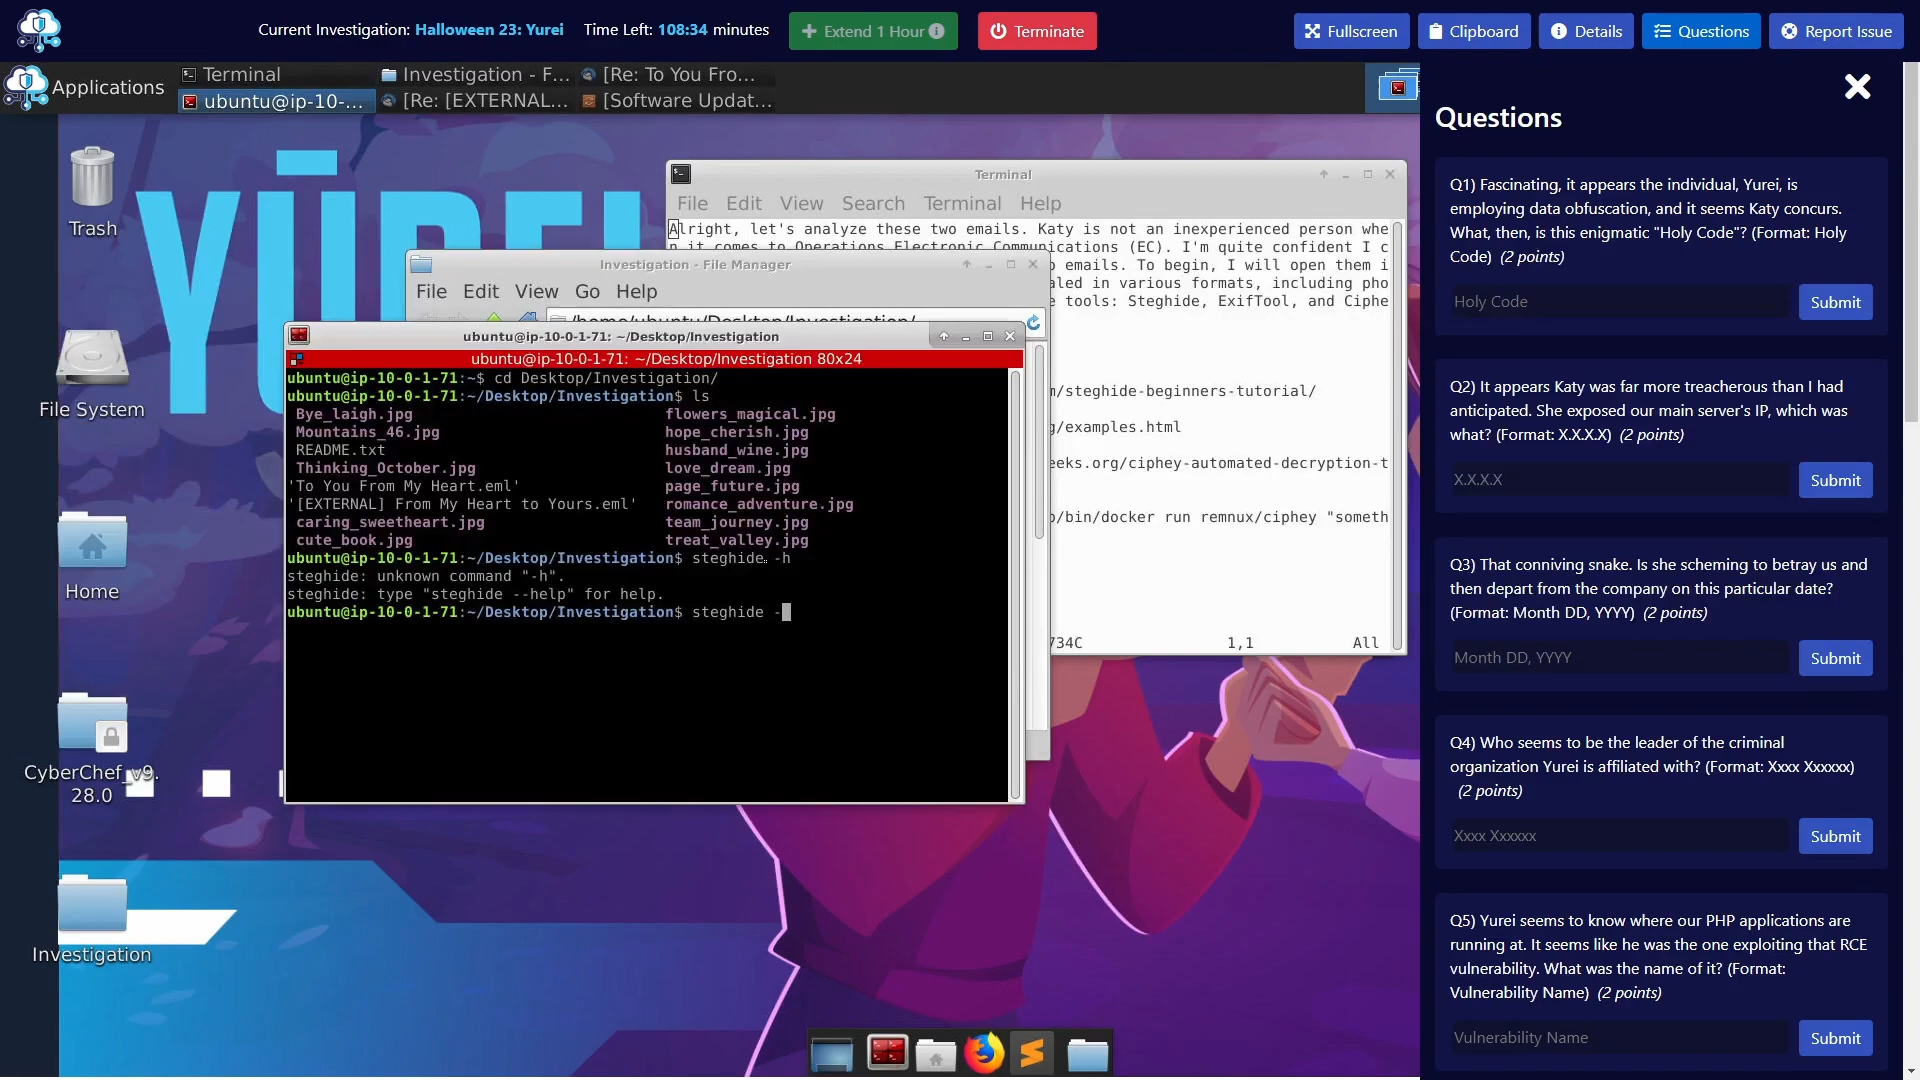 Current Investigation: Halloween 23: Yurei
Time Left: 108:34 minutes
Extend 1 Hour
Terminate
Fullscreen
Clipboard
Details
Questions
Report Issue
Applications
Terminal
Investigation - F...
[Re: To You Fro...
ubuntu@ip-10-...
[Re: [EXTERNAL...
[Software Updat...
Trash
File System
Home
CyberChef_v9.
28.0
Investigation
Terminal
File Edit View Search Terminal Help
Alright, let's analyze these two emails. Katy is not an inexperienced person whe
n it comes to Operations Electronic Communications (EC). I'm quite confident I c
o emails. To begin, I will open them i
aled in various formats, including pho
e tools: Steghide, ExifTool, and Ciphe
m/steghide-beginners-tutorial/
g/examples.html
eeks.org/ciphey-automated-decryption-t
/bin/docker run remnux/ciphey "someth
734C 1,1 All
Investigation - File Manager
File Edit View Go Help
/home/ubuntu/Desktop/Investigation/
ubuntu@ip-10-0-1-71: ~/Desktop/Investigation
ubuntu@ip-10-0-1-71: ~/Desktop/Investigation 80x24
ubuntu@ip-10-0-1-71:~$ cd Desktop/Investigation/
ubuntu@ip-10-0-1-71:~/Desktop/Investigation$ ls
Bye_laigh.jpg flowers_magical.jpg
Mountains_46.jpg hope_cherish.jpg
README.txt husband_wine.jpg
Thinking_October.jpg love_dream.jpg
'To You From My Heart.eml' page_future.jpg
'[EXTERNAL] From My Heart to Yours.eml' romance_adventure.jpg
caring_sweetheart.jpg team_journey.jpg
cute_book.jpg treat_valley.jpg
ubuntu@ip-10-0-1-71:~/Desktop/Investigation$ steghide -h
steghide: unknown command "-h".
steghide: type "steghide --help" for help.
ubuntu@ip-10-0-1-71:~/Desktop/Investigation$ steghide -
Questions
Q1) Fascinating, it appears the individual, Yurei, is
employing data obfuscation, and it seems Katy concurs.
What, then, is this enigmatic "Holy Code"? (Format: Holy
Code) (2 points)
Holy Code
Submit
Q2) It appears Katy was far more treacherous than I had
anticipated. She exposed our main server's IP, which was
what? (Format: X.X.X.X) (2 points)
X.X.X.X
Submit
Q3) That conniving snake. Is she scheming to betray us and
then depart from the company on this particular date?
(Format: Month DD, YYYY) (2 points)
Month DD, YYYY
Submit
Q4) Who seems to be the leader of the criminal
organization Yurei is affiliated with? (Format: Xxxx Xxxxxx)
(2 points)
Xxxx Xxxxxx
Submit
Q5) Yurei seems to know where our PHP applications are
running at. It seems like he was the one exploiting that RCE
vulnerability. What was the name of it? (Format:
Vulnerability Name) (2 points)
Vulnerability Name
Submit